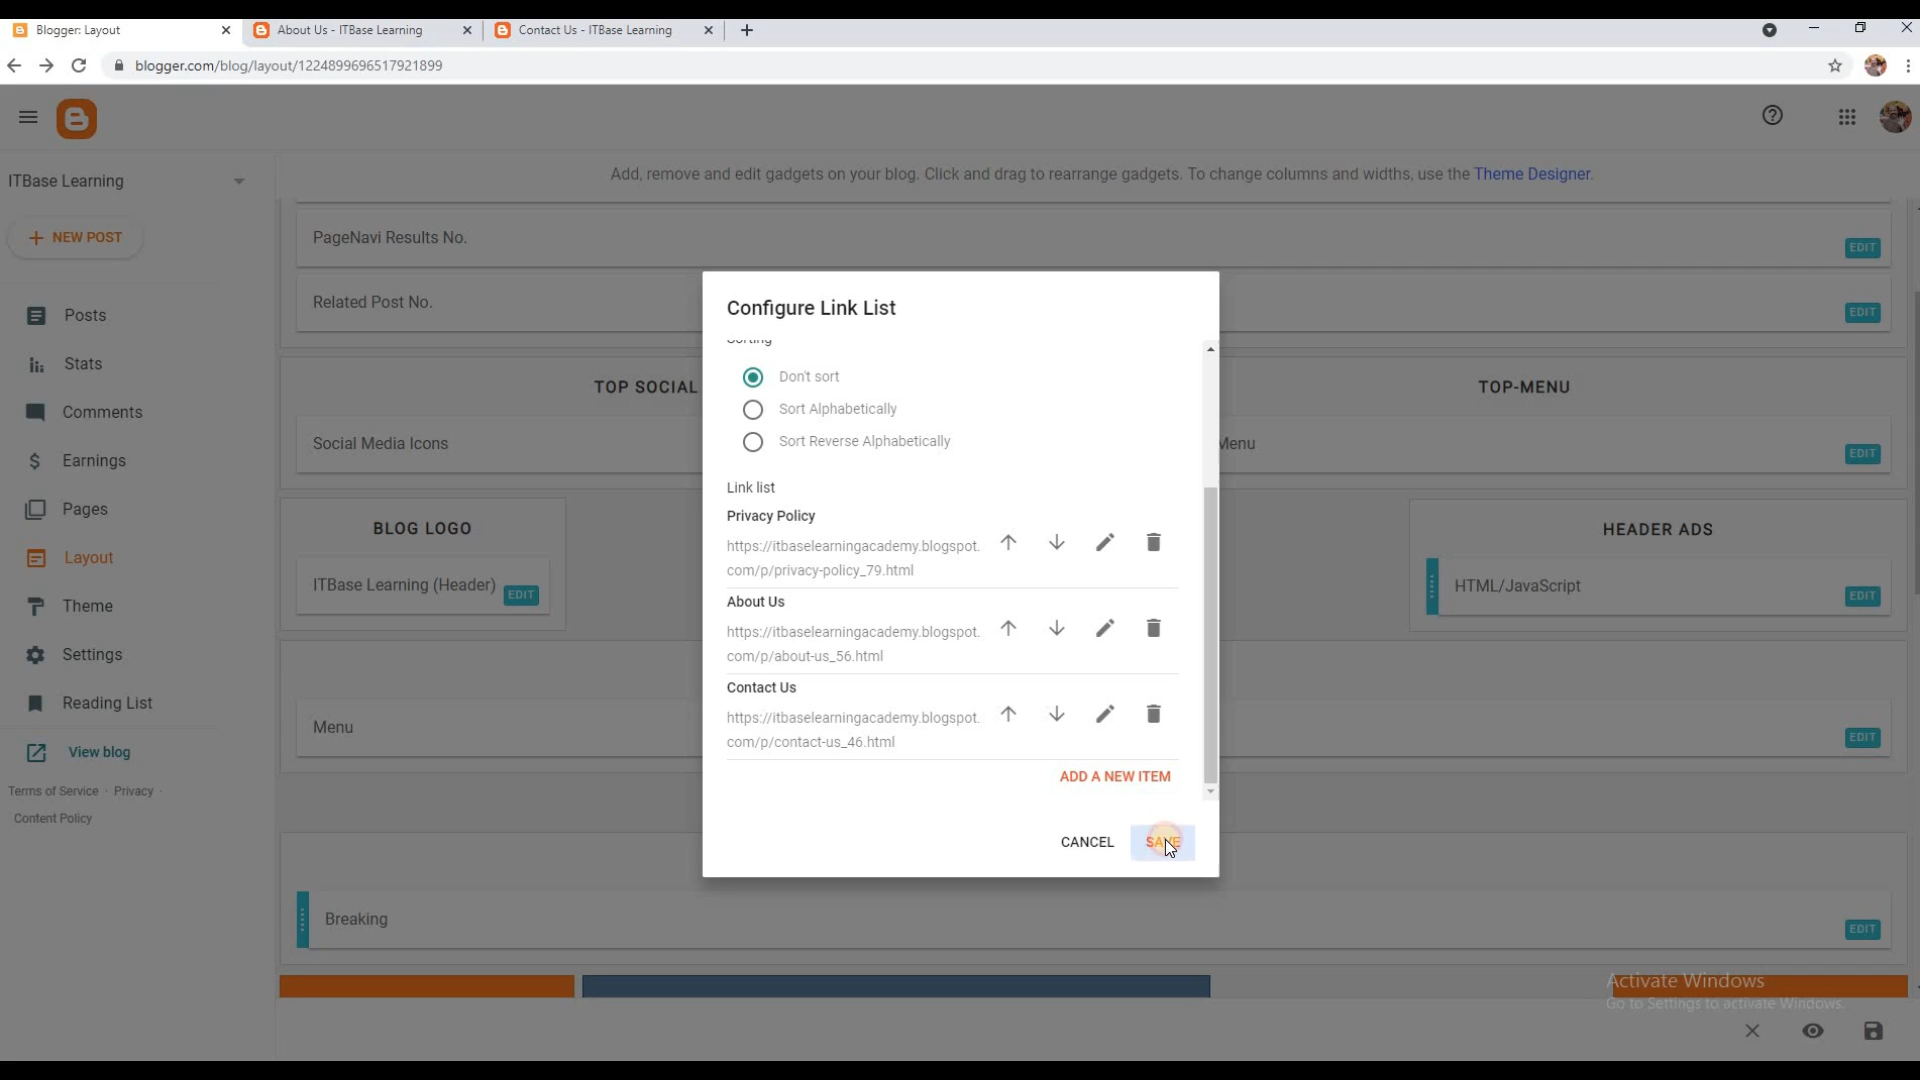 Blogger: Layout
About Us - ITBase Learning
Contact Us - ITBase Learning
blogger.com/blog/layout/1224899696517921899
ITBase Learning
Add, remove and edit gadgets on your blog. Click and drag to rearrange gadgets. To change columns and widths, use the Theme Designer.
NEW POST
Posts
Stats
Comments
Earnings
Pages
Layout
Theme
Settings
Reading List
View blog
Terms of Service · Privacy ·
Content Policy
PageNavi Results No.
EDIT
Related Post No.
EDIT
TOP SOCIAL
Social Media Icons
TOP-MENU
Menu
EDIT
BLOG LOGO
ITBase Learning (Header)
EDIT
HEADER ADS
HTML/JavaScript
EDIT
Menu
EDIT
Breaking
EDIT
Configure Link List
Sorting
Don't sort
Sort Alphabetically
Sort Reverse Alphabetically
Link list
Privacy Policy
https://itbaselearningacademy.blogspot.
com/p/privacy-policy_79.html
About Us
https://itbaselearningacademy.blogspot.
com/p/about-us_56.html
Contact Us
https://itbaselearningacademy.blogspot.
com/p/contact-us_46.html
ADD A NEW ITEM
CANCEL
SAVE
Activate Windows
Go to Settings to activate Windows.